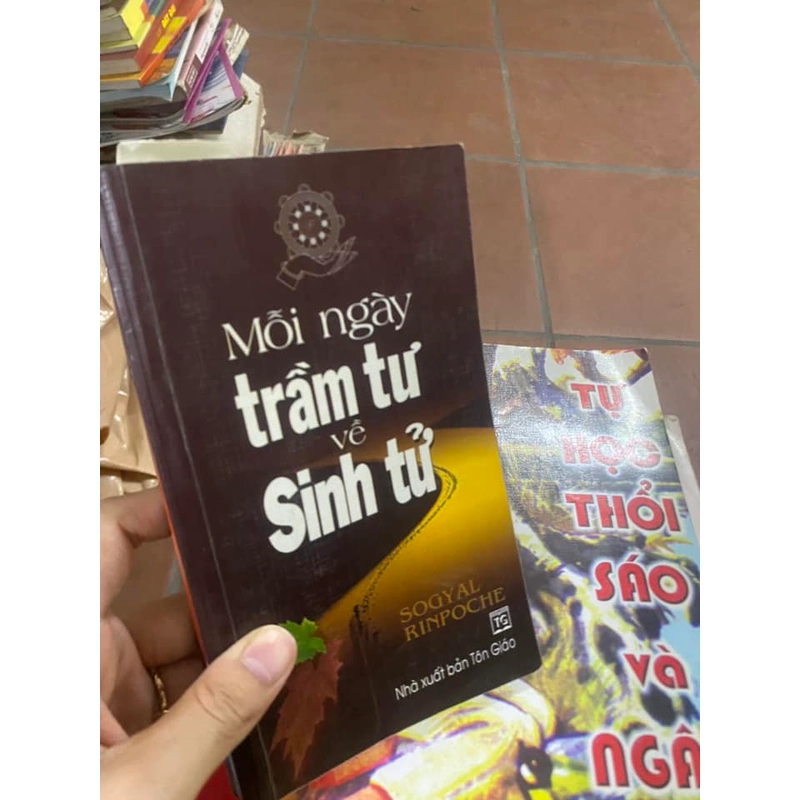 Mỗi ngày
trầm tư
về
Sinh tử
SOGYAL
RINPOCHE
TG
Nhà xuất bản Tôn Giáo
TỰ
HỌC
THỔI
SÁO
và
NGÂ